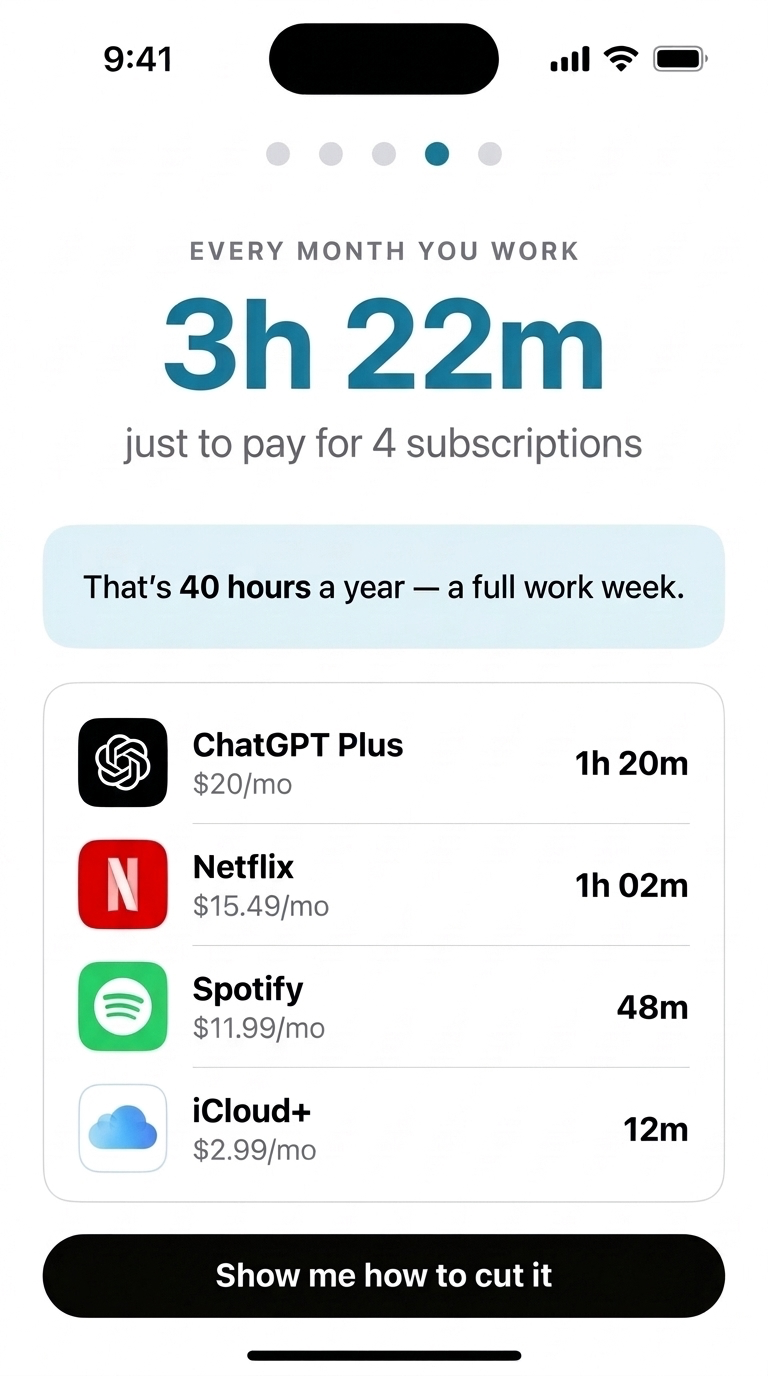 9:41
EVERY MONTH YOU WORK
3h 22m
just to pay for 4 subscriptions
That's 40 hours a year — a full work week.
ChatGPT Plus
$20/mo
1h 20m
N
Netflix
$15.49/mo
1h 02m
Spotify
$11.99/mo
48m
iCloud+
$2.99/mo
12m
Show me how to cut it